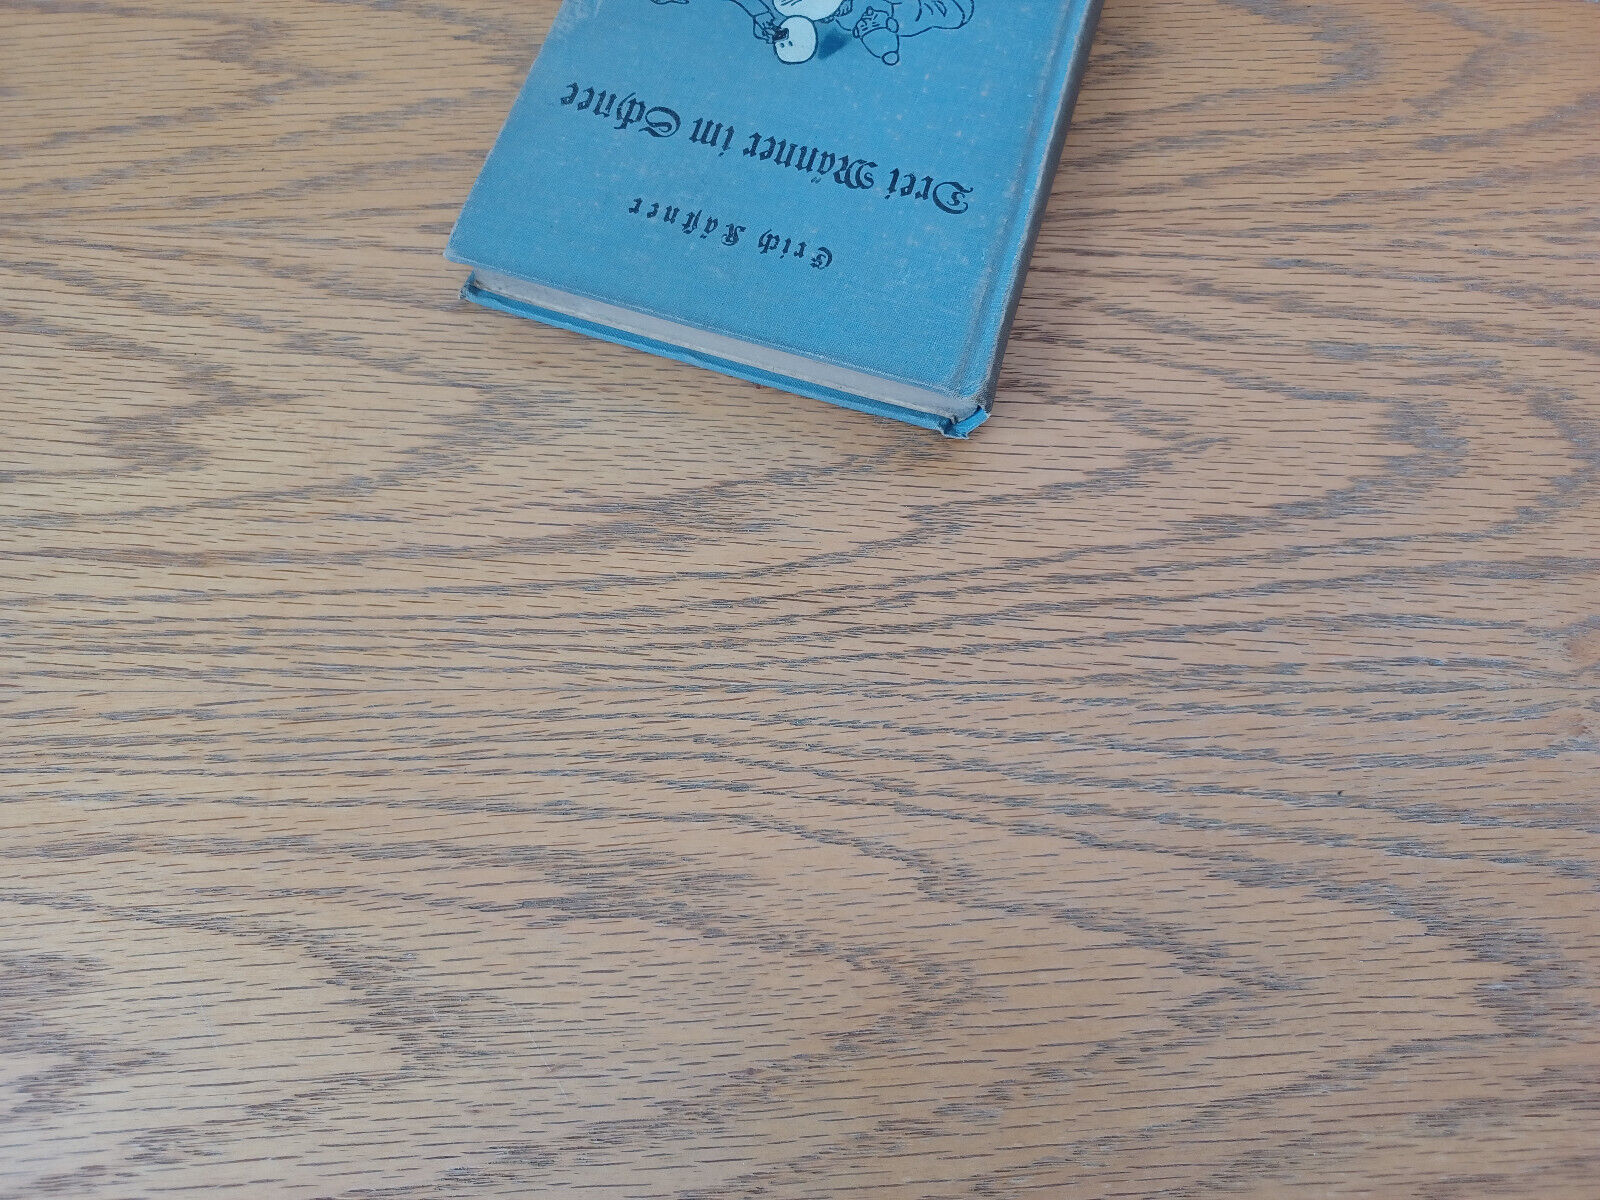 Erich Kästner
Drei Männer im Schnee